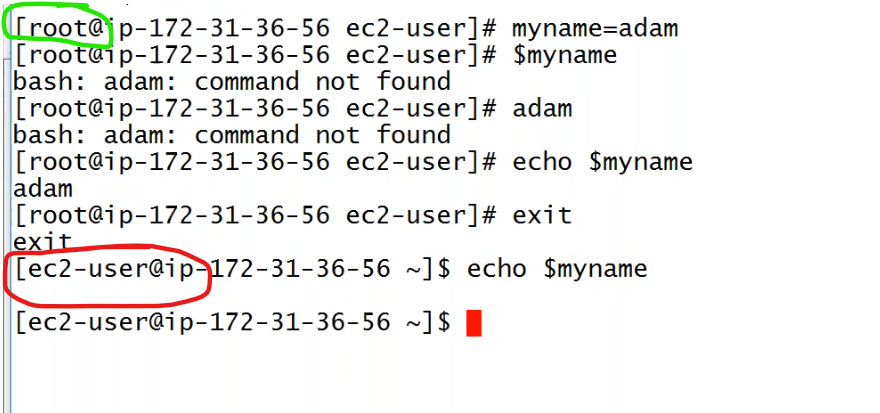 [root@ip-172-31-36-56 ec2-user]# myname=adam
[root@ip-172-31-36-56 ec2-user]# $myname
bash: adam: command not found
[root@ip-172-31-36-56 ec2-user]# adam
bash: adam: command not found
[root@ip-172-31-36-56 ec2-user]# echo $myname
adam
[root@ip-172-31-36-56 ec2-user]# exit
exit
[ec2-user@ip-172-31-36-56 ~]$ echo $myname
[ec2-user@ip-172-31-36-56 ~]$